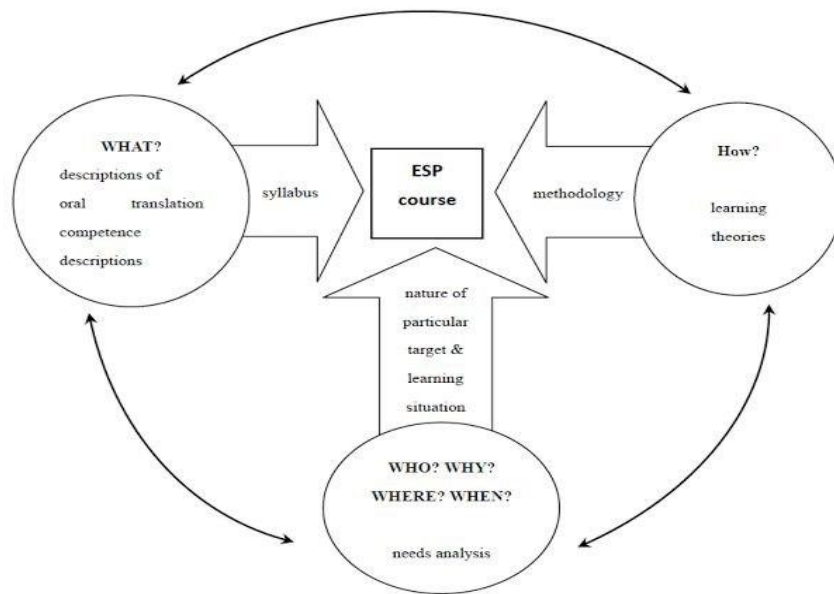 WHAT?
descriptions of
oral translation
competence
descriptions
syllabus
ESP
course
methodology
How?
learning
theories
nature of
particular
target &
learning
situation
WHO? WHY?
WHERE? WHEN?
needs analysis